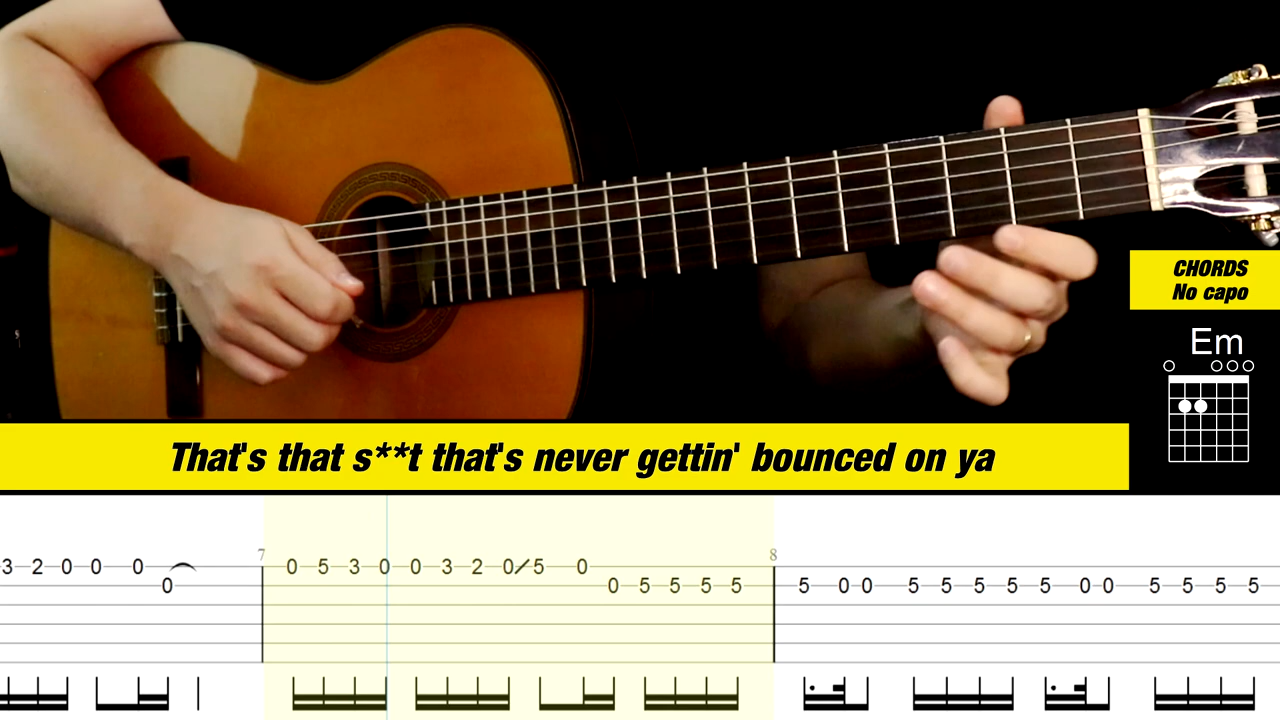 CHORDS
No capo
Em
That's that s**t that's never gettin' bounced on ya
7 8
3 2 0 0 0 0 5 3 0 0 3 2 0 5 0
0 0 5 5 5 5 5 0 0 5 5 5 5 5 0 0 5 5 5 5